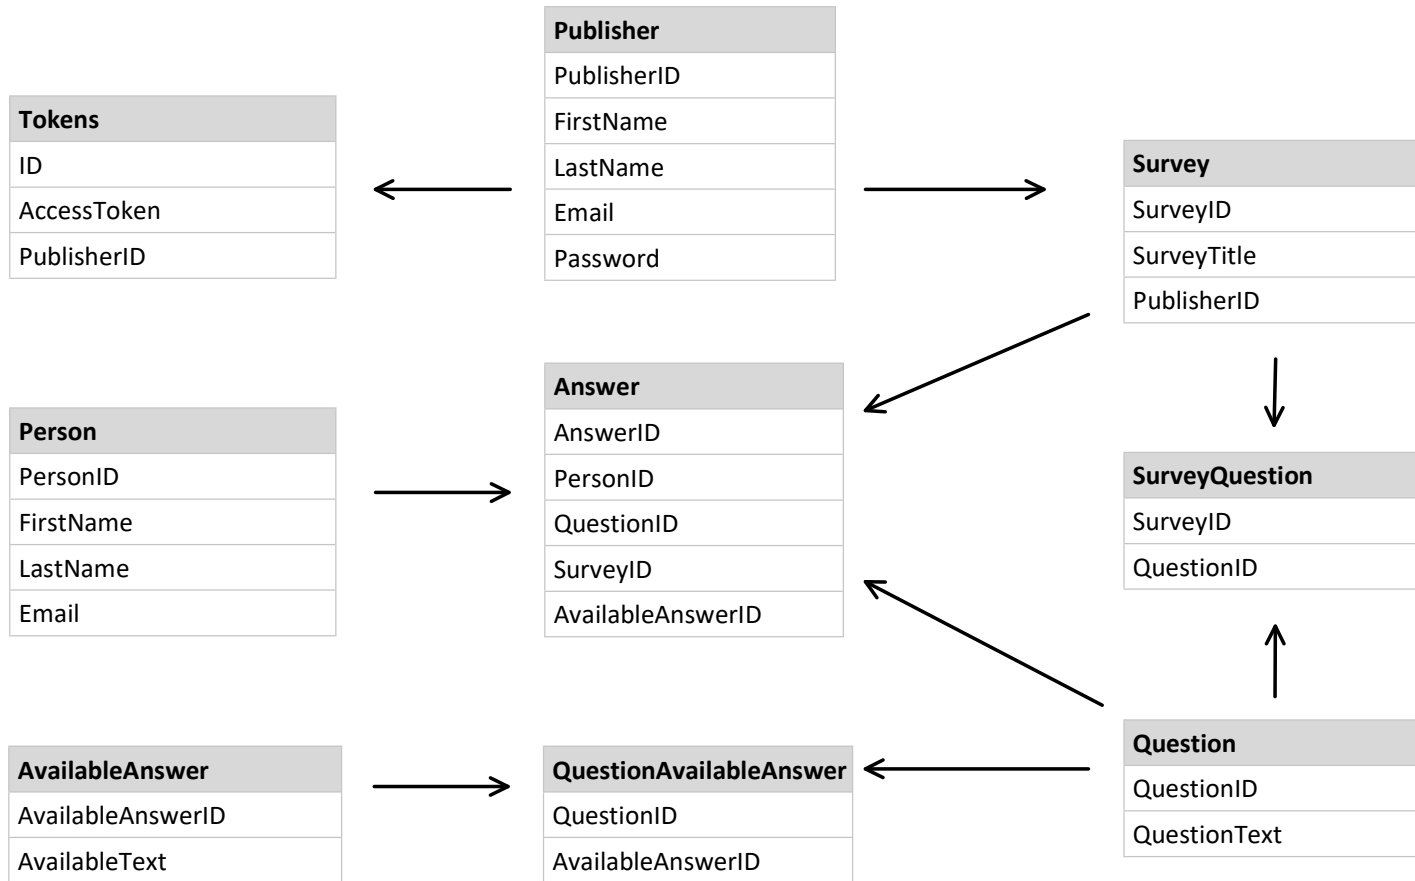 Publisher
PublisherID
FirstName
LastName
Email
Password
Tokens
ID
AccessToken
PublisherID
Survey
SurveyID
SurveyTitle
PublisherID
Answer
AnswerID
PersonID
QuestionID
SurveyID
AvailableAnswerID
Person
PersonID
FirstName
LastName
Email
SurveyQuestion
SurveyID
QuestionID
AvailableAnswer
AvailableAnswerID
AvailableText
QuestionAvailableAnswer
QuestionID
AvailableAnswerID
Question
QuestionID
QuestionText